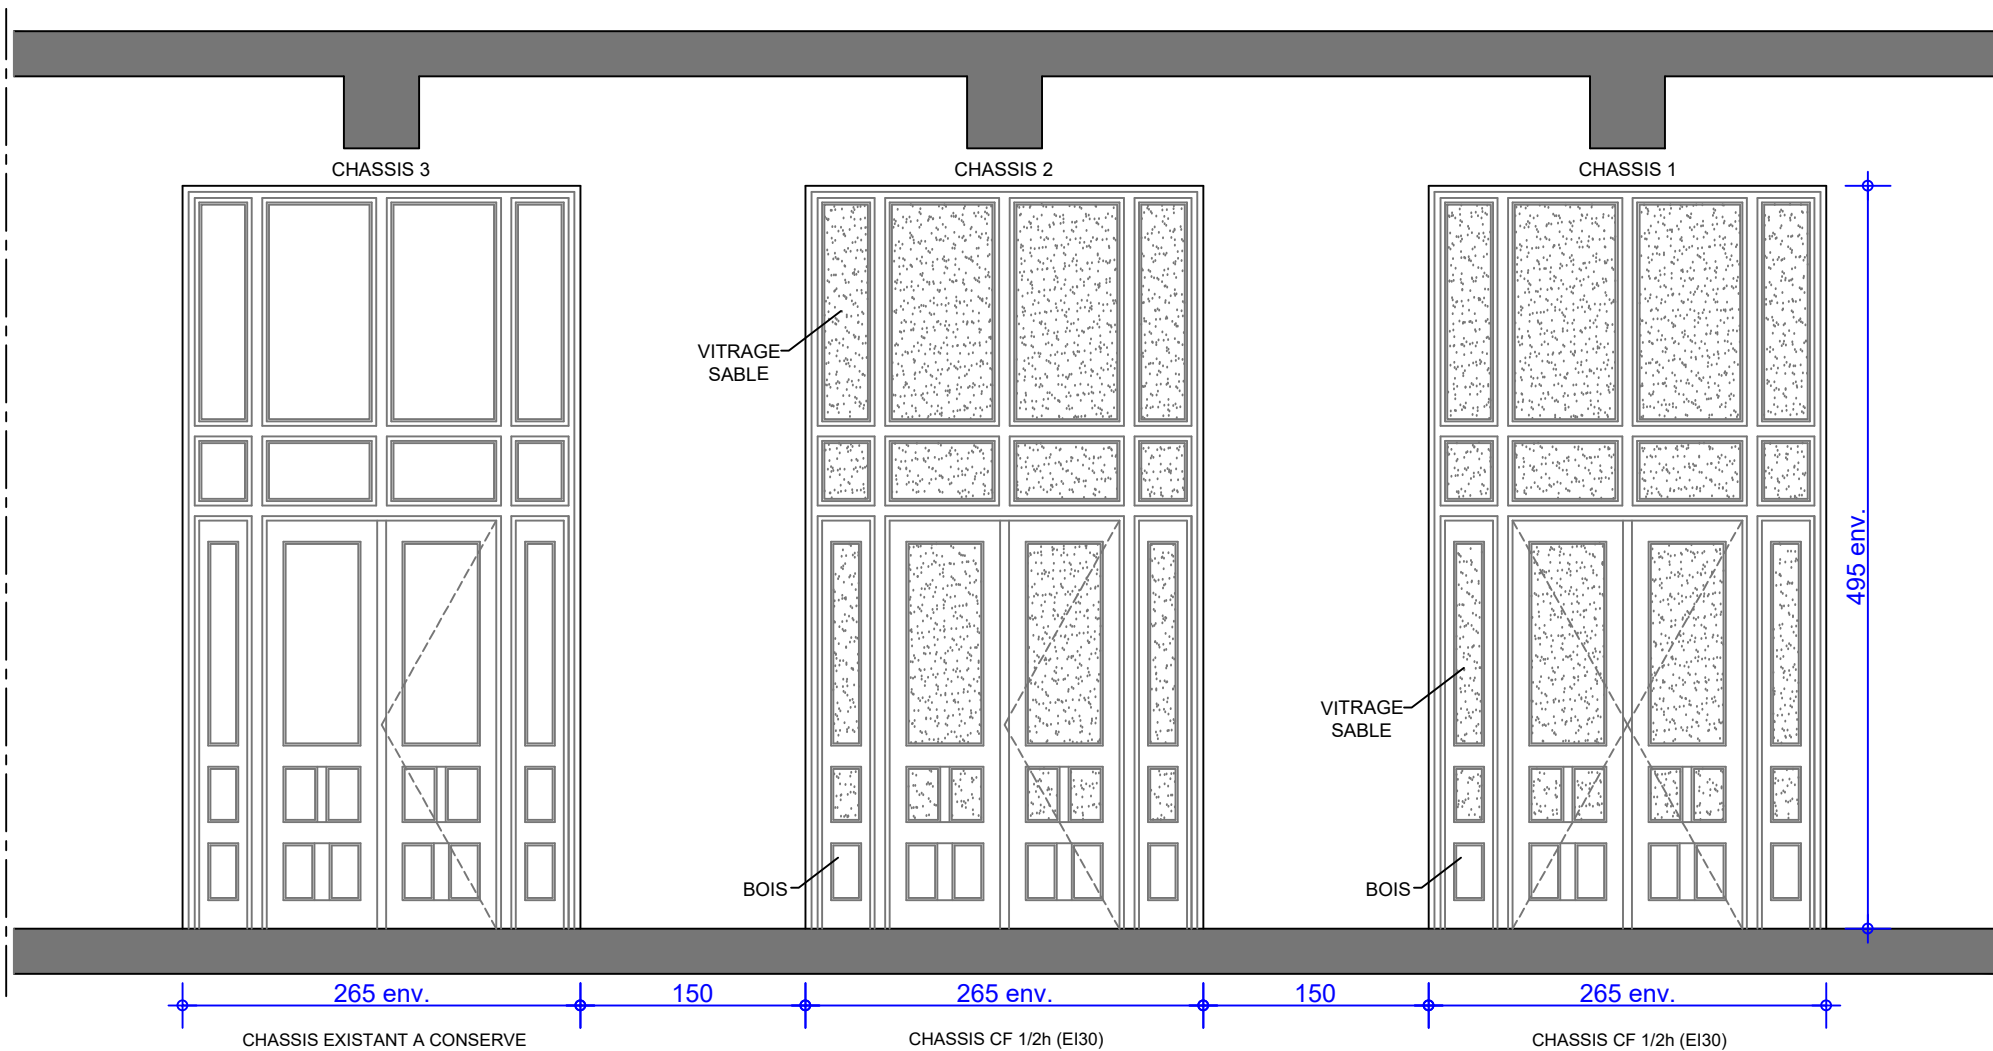 CHASSIS 3
CHASSIS 2
CHASSIS 1
VITRAGE
SABLE
495 env.
VITRAGE
SABLE
BOIS
BOIS
265 env.
150
265 env.
150
265 env.
CHASSIS EXISTANT A CONSERVE
CHASSIS CF 1/2h (EI30)
CHASSIS CF 1/2h (EI30)